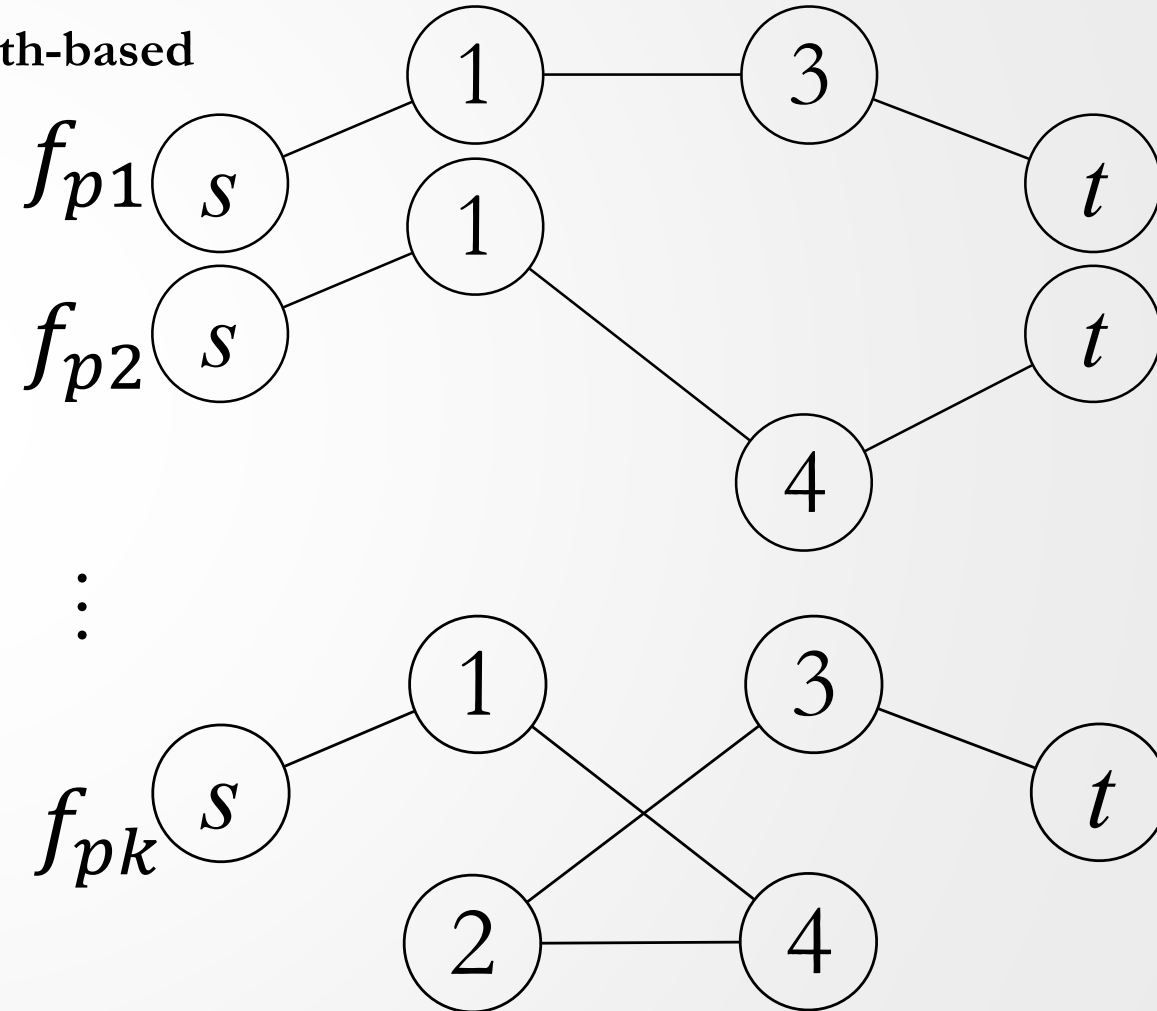 th-based
1 3
f_{p1} s t
1
f_{p2} s t
4
⋮
1 3
f_{pk} s t
2 4